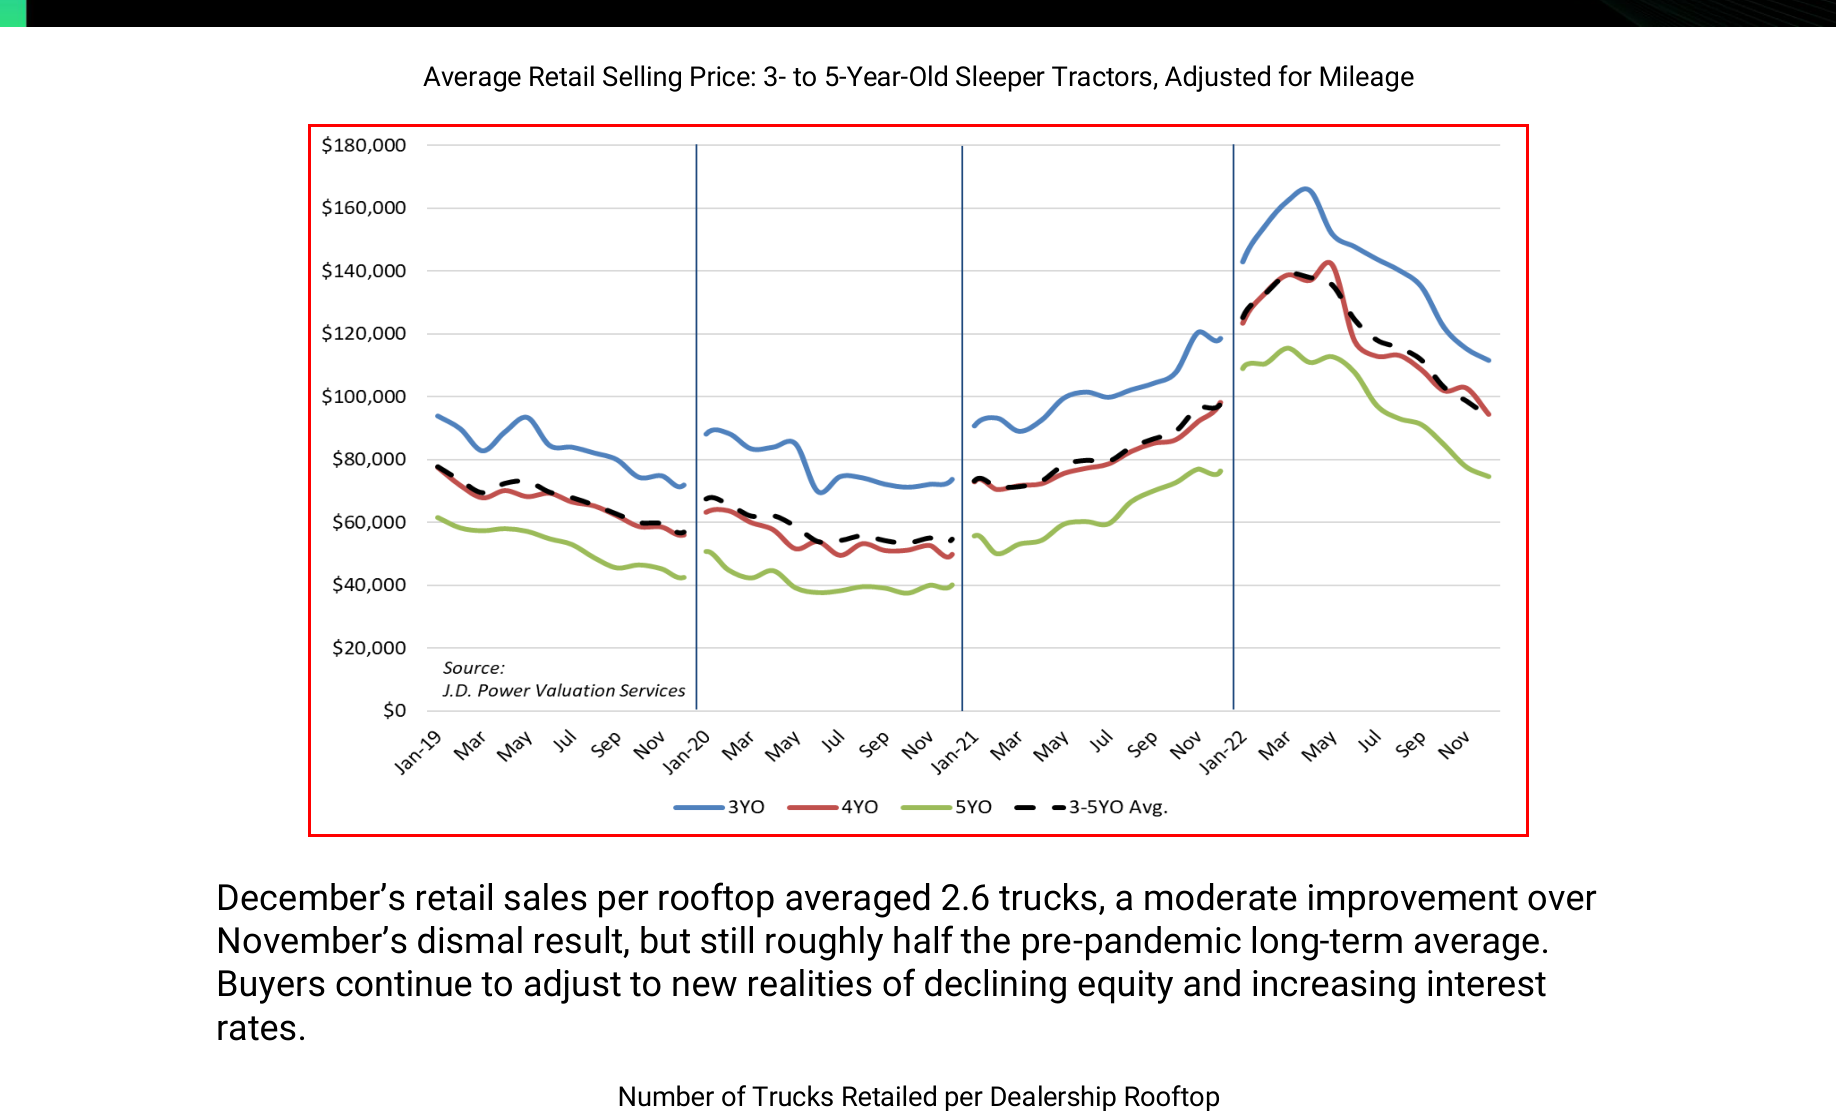 Average Retail Selling Price: 3- to 5-Year-Old Sleeper Tractors, Adjusted for Mileage
$180,000
$160,000
$140,000
$120,000
$100,000
$80,000
$60,000
$40,000
$20,000
$0
Source:
J.D. Power Valuation Services
Jan-19 Mar May Jul Sep Nov Jan-20 Mar May Jul Sep Nov Jan-21 Mar May Jul Sep Nov Jan-22 Mar May Jul Sep Nov
3YO 4YO 5YO 3-5YO Avg.
December’s retail sales per rooftop averaged 2.6 trucks, a moderate improvement over
November’s dismal result, but still roughly half the pre-pandemic long-term average.
Buyers continue to adjust to new realities of declining equity and increasing interest
rates.
Number of Trucks Retailed per Dealership Rooftop